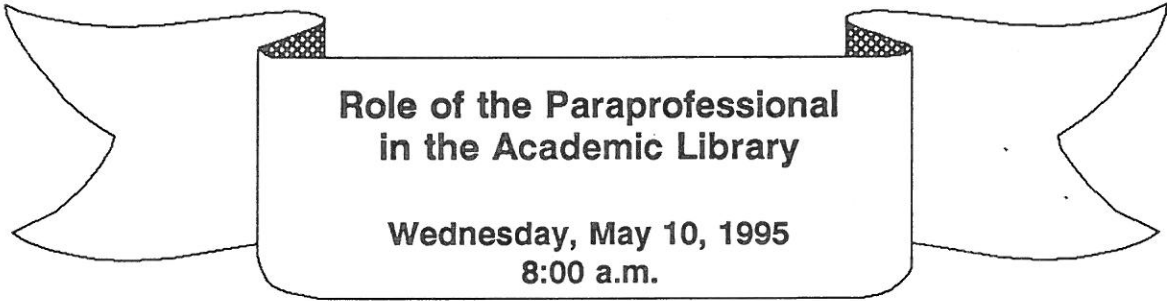 Role of the Paraprofessional
in the Academic Library
Wednesday, May 10, 1995
8:00 a.m.